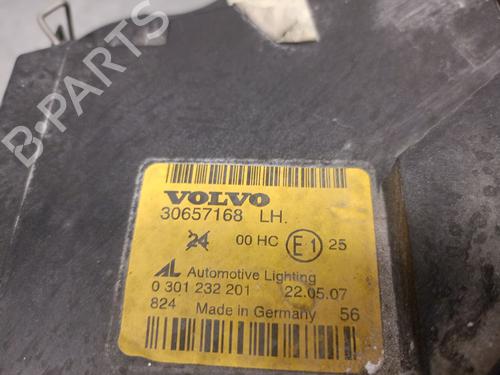 VOLVO
30657168 LH.
24 00 HC E1 25
AL Automotive Lighting
0 301 232 201 22.05.07
824 Made in Germany 56
B-PARTS